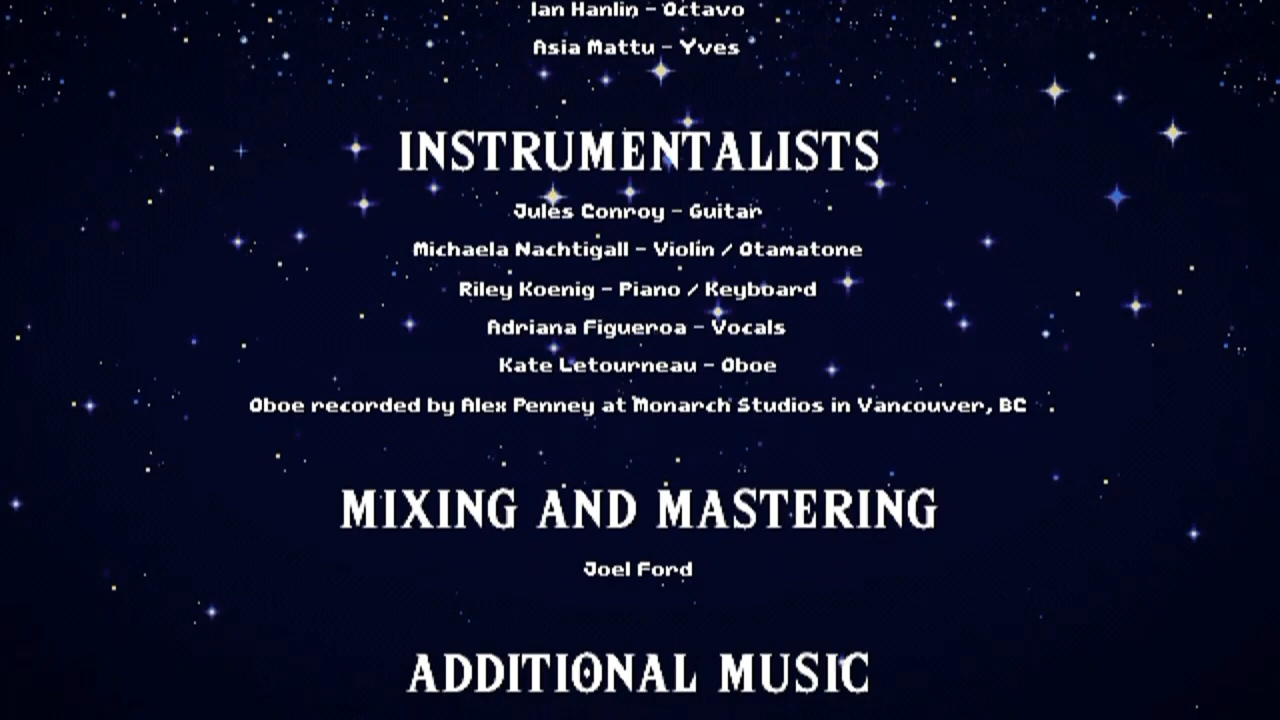 Ian Hanlin - Octavo
Asia Mattu - Yves
INSTRUMENTALISTS
Jules Conroy - Guitar
Michaela Nachtigall - Violin / Otamatone
Riley Koenig - Piano / Keyboard
Adriana Figueroa - Vocals
Kate Letourneau - Oboe
Oboe recorded by Alex Penney at Monarch Studios in Vancouver, BC
MIXING AND MASTERING
Joel Ford
ADDITIONAL MUSIC